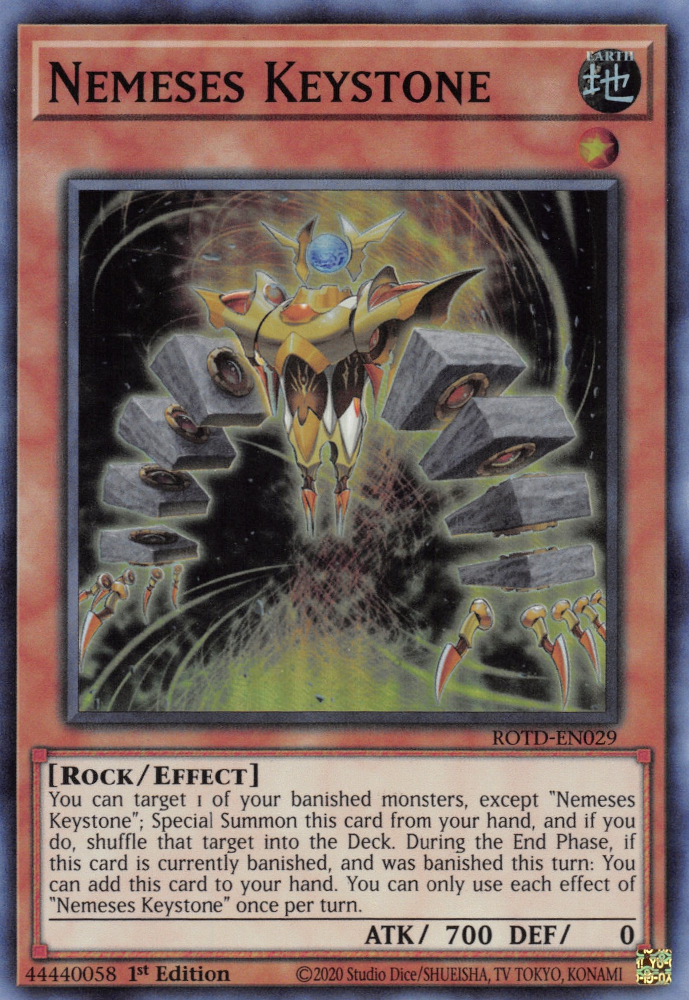 NEMESES KEYSTONE
EARTH
地
ROTD-EN029
[ROCK/EFFECT]
You can target 1 of your banished monsters, except "Nemeses
Keystone"; Special Summon this card from your hand, and if you
do, shuffle that target into the Deck. During the End Phase, if
this card is currently banished, and was banished this turn: You
can add this card to your hand. You can only use each effect of
"Nemeses Keystone" once per turn.
ATK/ 700 DEF/ 0
44440058 1st Edition ©2020 Studio Dice/SHUEISHA, TV TOKYO, KONAMI